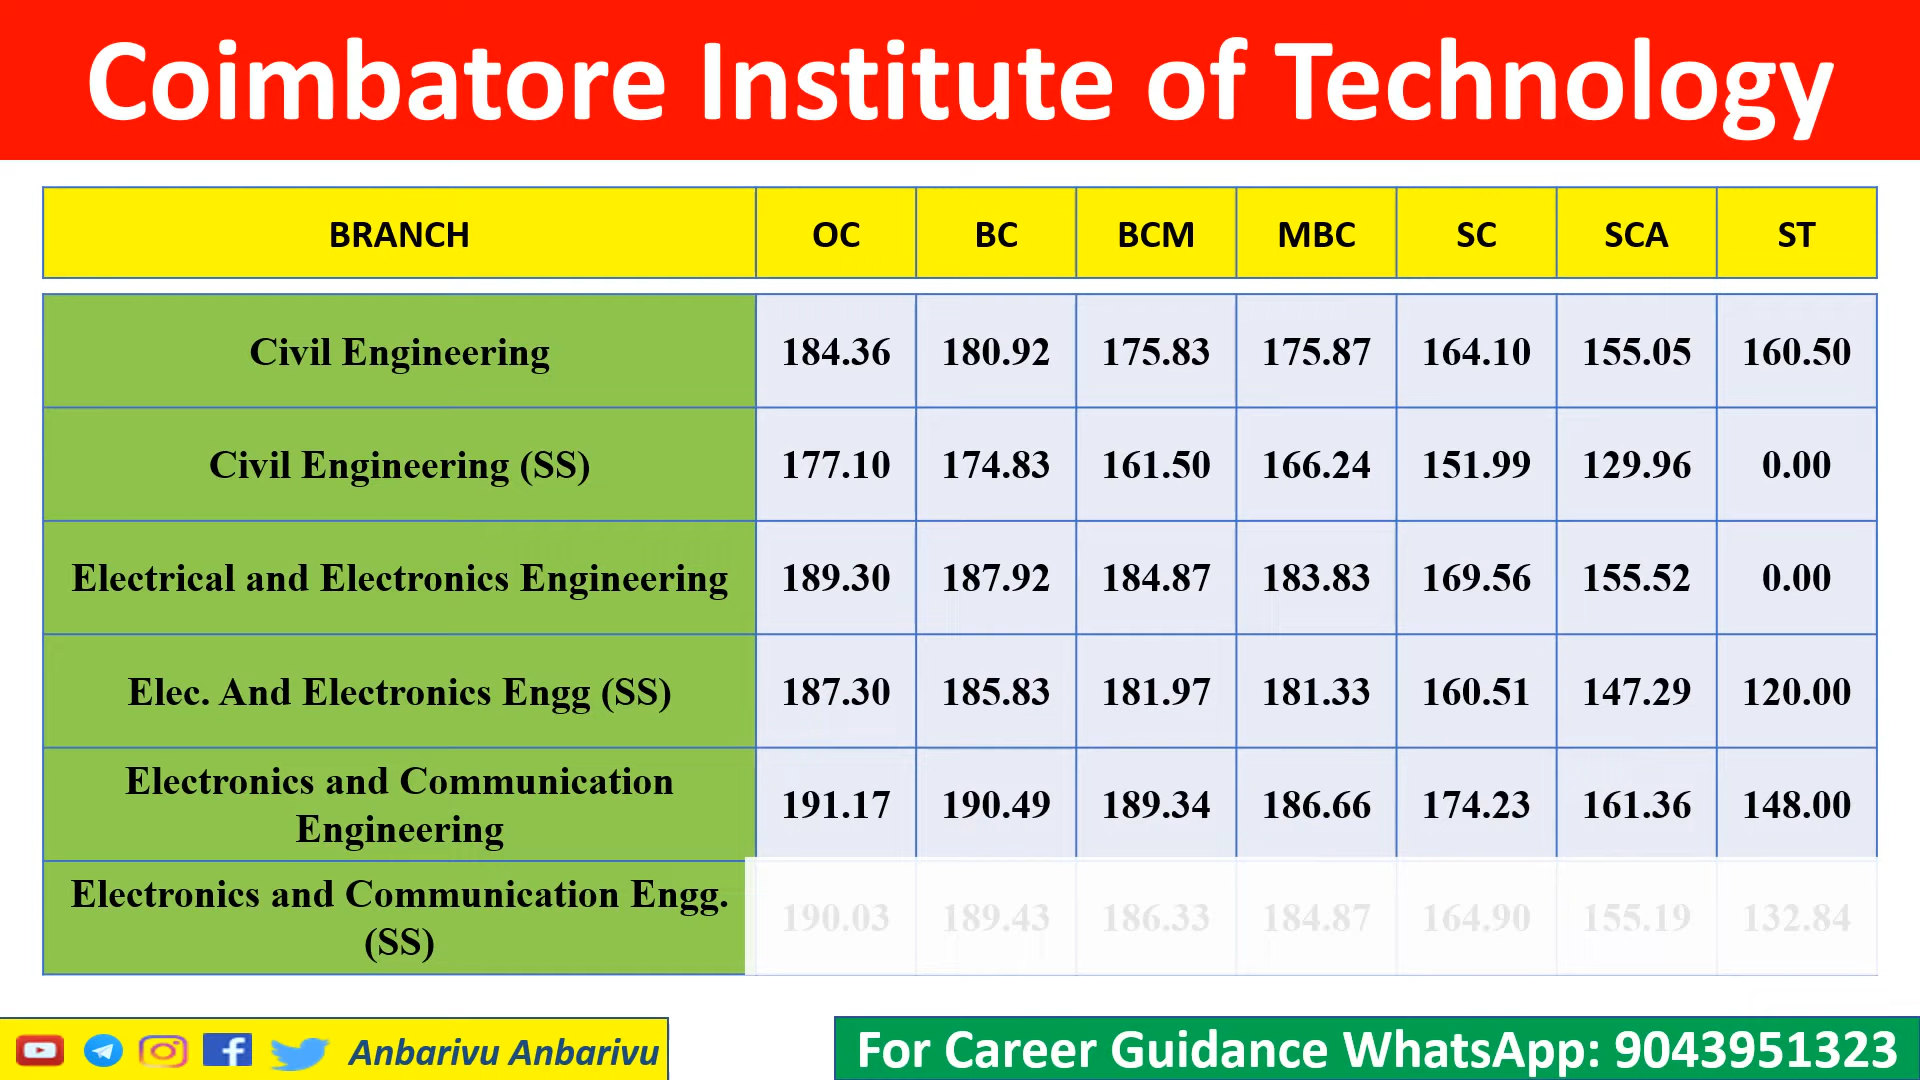 Coimbatore Institute of Technology
BRANCH OC BC BCM MBC SC SCA ST
Civil Engineering 184.36 180.92 175.83 175.87 164.10 155.05 160.50
Civil Engineering (SS) 177.10 174.83 161.50 166.24 151.99 129.96 0.00
Electrical and Electronics Engineering 189.30 187.92 184.87 183.83 169.56 155.52 0.00
Elec. And Electronics Engg (SS) 187.30 185.83 181.97 181.33 160.51 147.29 120.00
Electronics and Communication
Engineering 191.17 190.49 189.34 186.66 174.23 161.36 148.00
Electronics and Communication Engg.
(SS) 190.03 189.43 186.33 184.87 164.90 155.19 132.84
Anbarivu Anbarivu
For Career Guidance WhatsApp: 9043951323